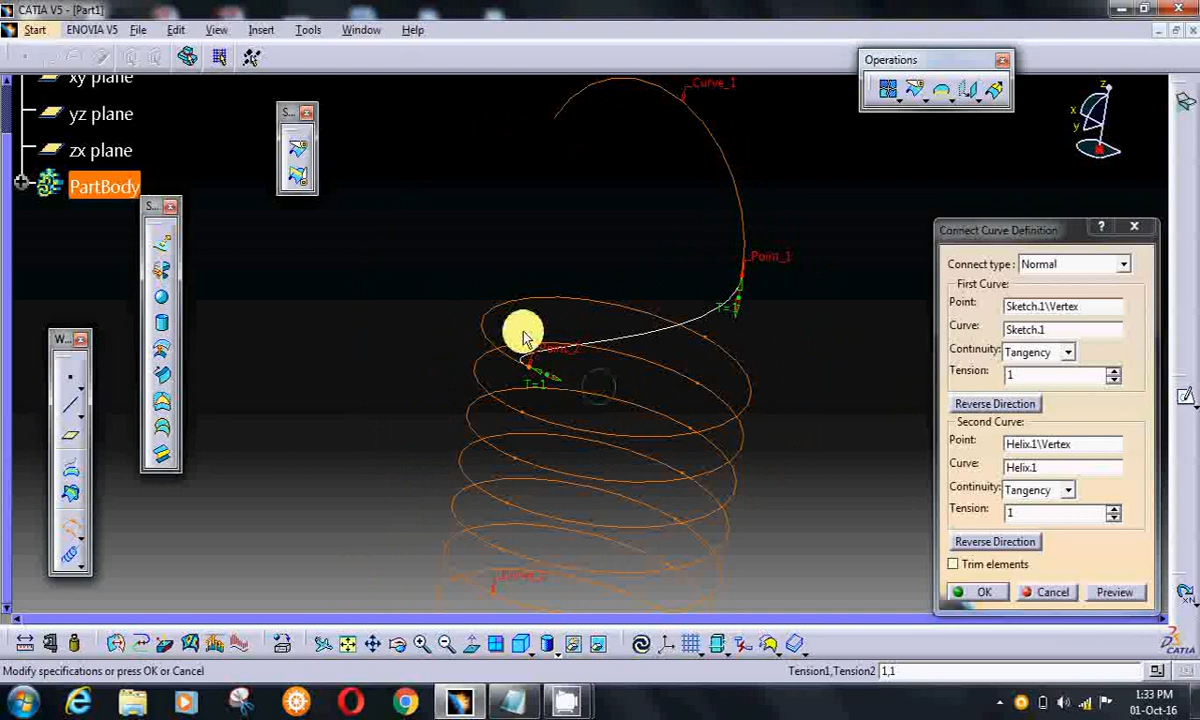 CATIA V5 - [Part1]
Start ENOVIA V5 File Edit View Insert Tools Window Help
Operations
xy plane
yz plane
zx plane
PartBody
S...
S...
W...
Curve_1
Point_1
T=1
T=1
z
x
y
Connect Curve Definition
Connect type: Normal
First Curve:
Point: Sketch.1\Vertex
Curve: Sketch.1
Continuity: Tangency
Tension: 1
Reverse Direction
Second Curve:
Point: Helix.1\Vertex
Curve: Helix.1
Continuity: Tangency
Tension: 1
Reverse Direction
Trim elements
OK Cancel Preview
CATIA
Modify specifications or press OK or Cancel
Tension1,Tension2 1,1
1:33 PM
01-Oct-16